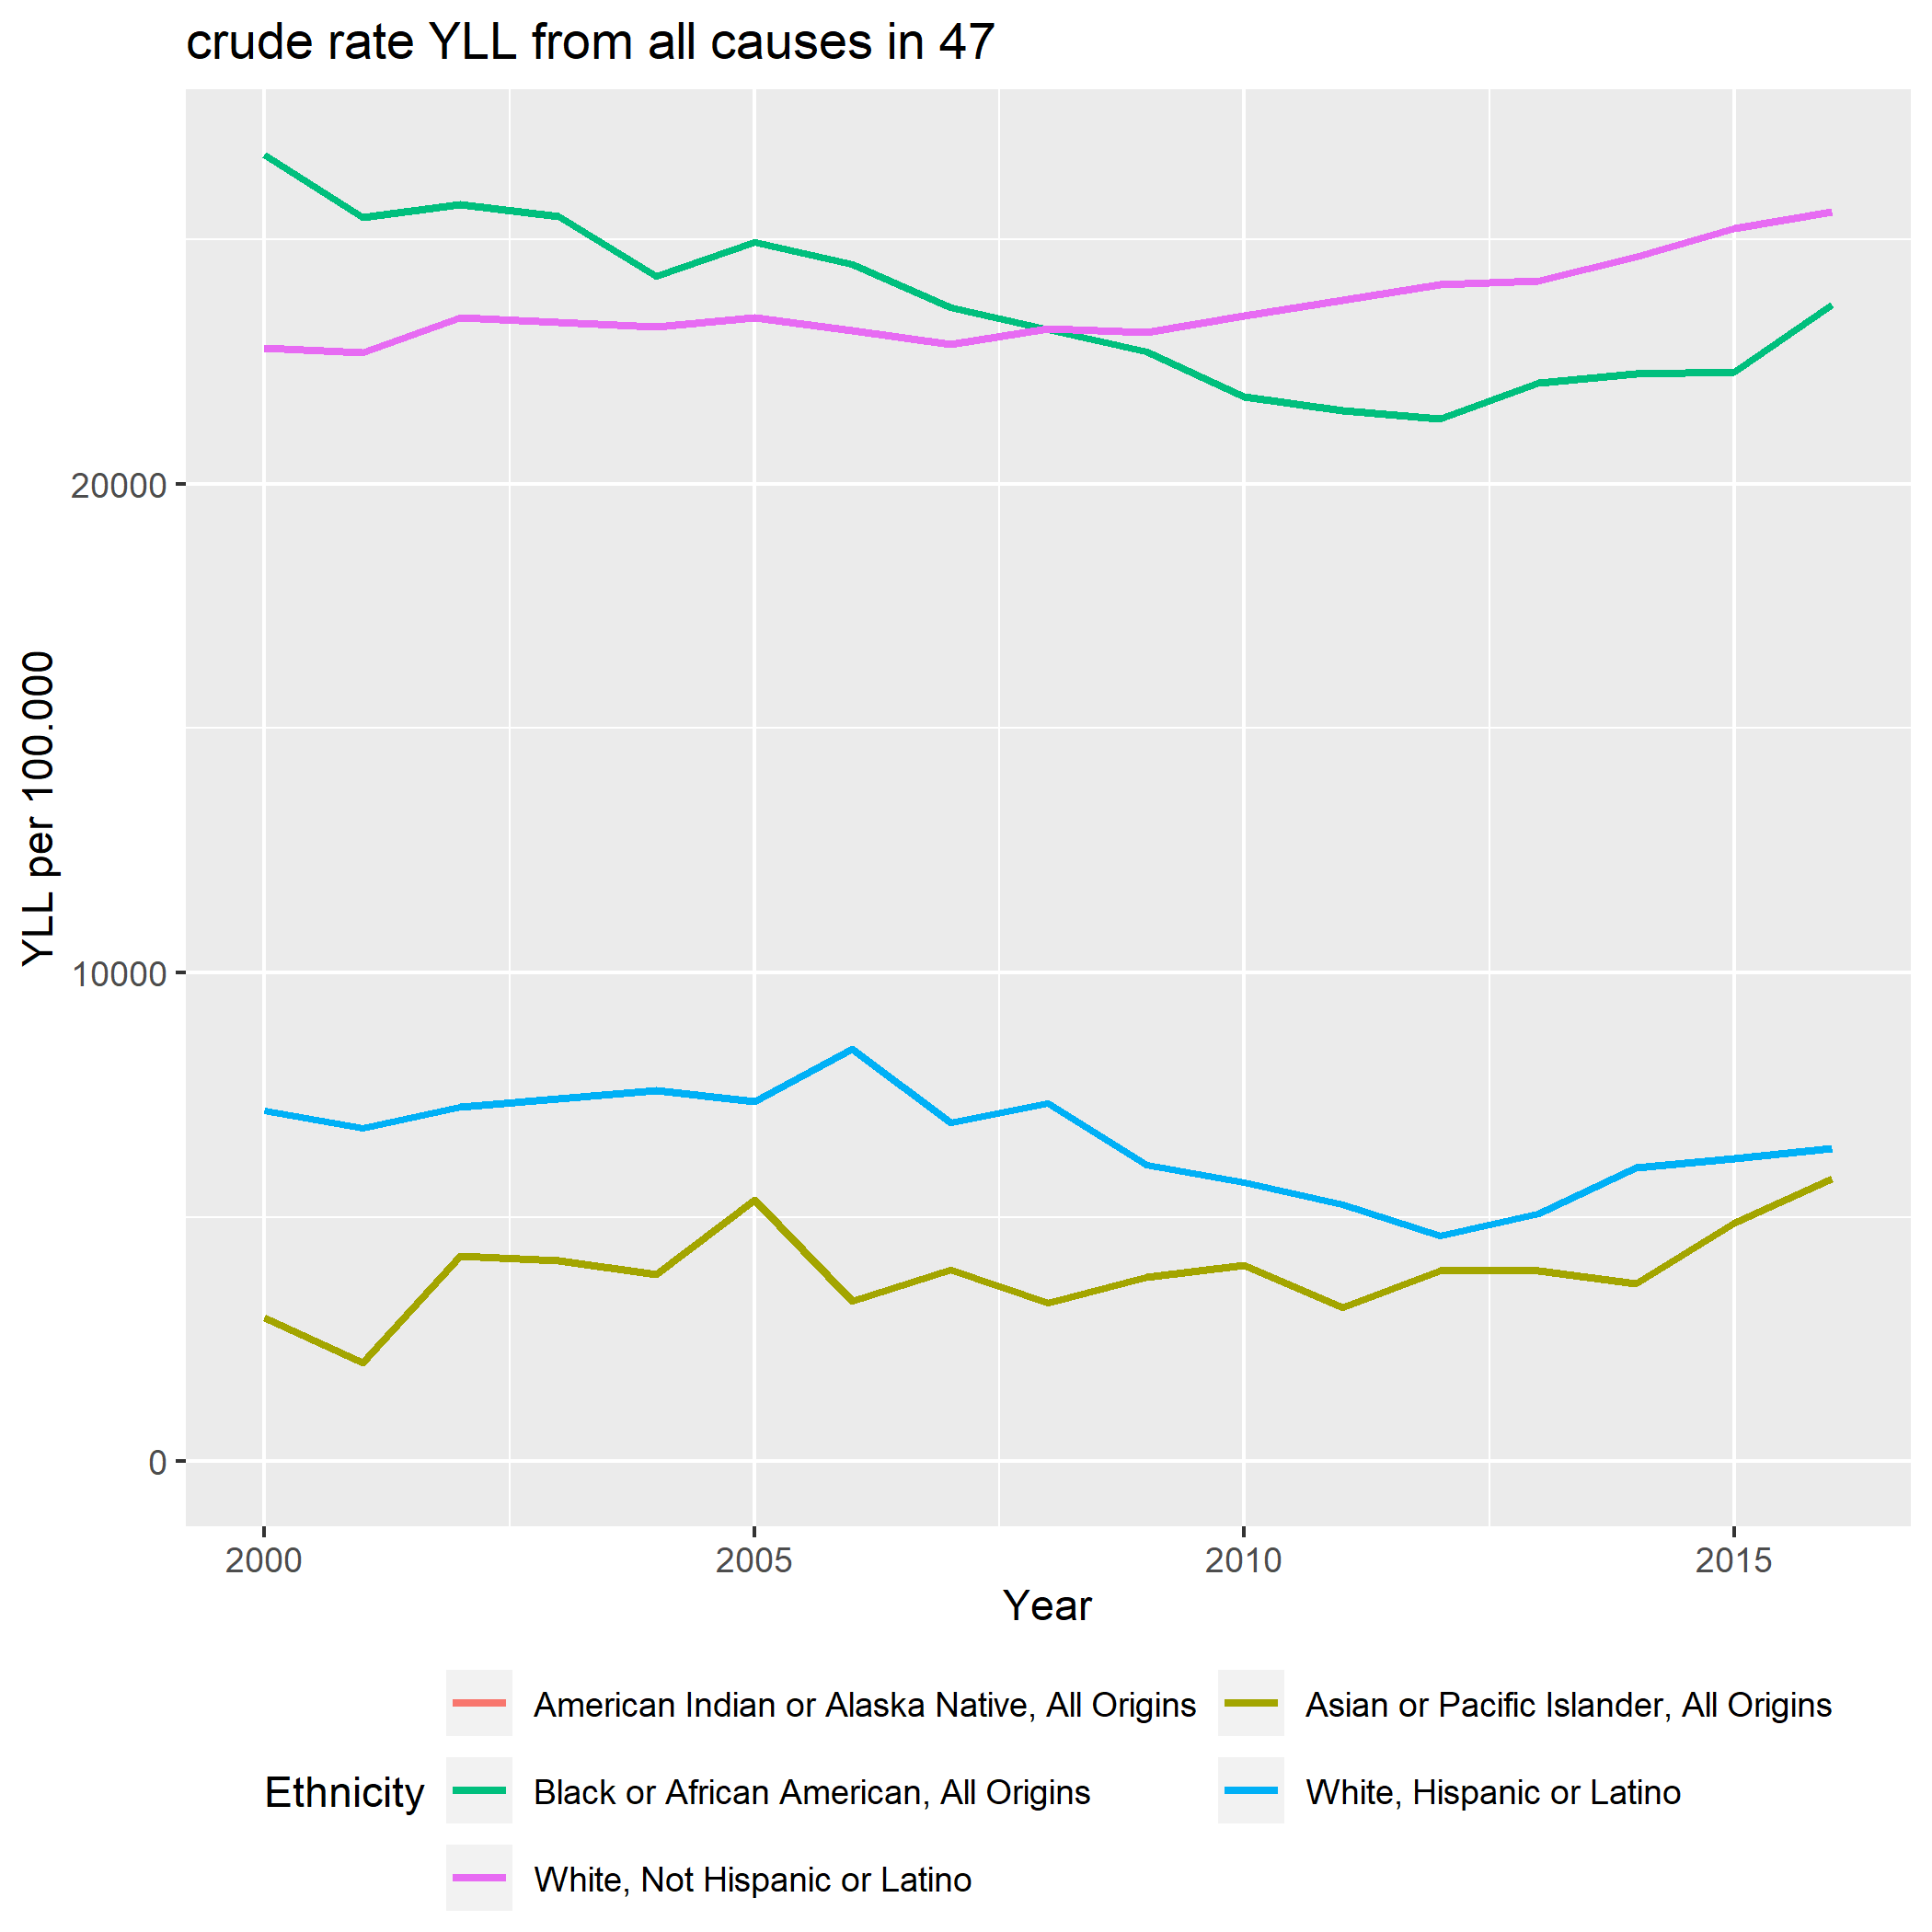 crude rate YLL from all causes in 47
YLL per 100.000
20000
10000
0
2000
2005
2010
2015
Year
Ethnicity
American Indian or Alaska Native, All Origins
Asian or Pacific Islander, All Origins
Black or African American, All Origins
White, Hispanic or Latino
White, Not Hispanic or Latino